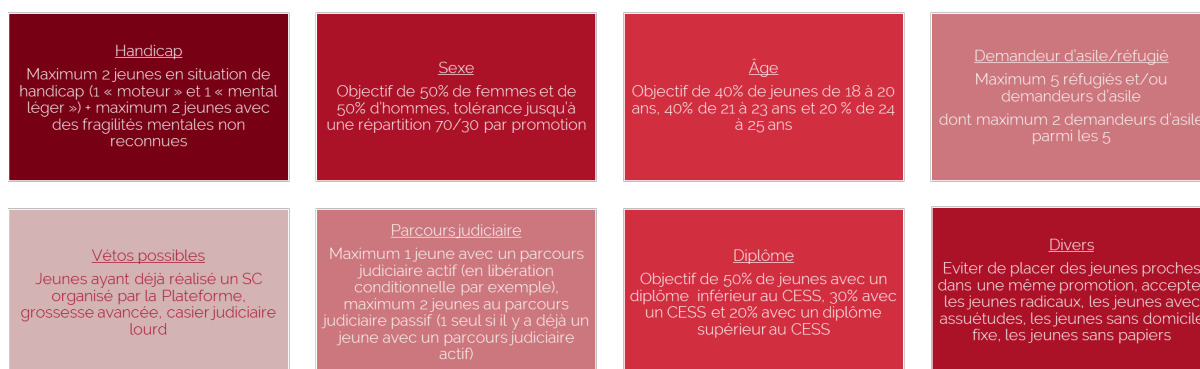 Handicap
Maximum 2 jeunes en situation de
handicap (1 « moteur » et 1 « mental
léger ») + maximum 2 jeunes avec
des fragilités mentales non
reconnues
Sexe
Objectif de 50% de femmes et de
50% d'hommes, tolérance jusqu'à
une répartition 70/30 par promotion
Âge
Objectif de 40% de jeunes de 18 à 20
ans, 40% de 21 à 23 ans et 20 % de 24
à 25 ans
Demandeur d'asile/réfugié
Maximum 5 réfugiés et/ou
demandeurs d'asile
dont maximum 2 demandeurs d'asile
parmi les 5
Vétos possibles
Jeunes ayant déjà réalisé un SC
organisé par la Plateforme,
grossesse avancée, casier judiciaire
lourd
Parcours judiciaire
Maximum 1 jeune avec un parcours
judiciaire actif (en libération
conditionnelle par exemple),
maximum 2 jeunes au parcours
judiciaire passif (1 seul si il y a déjà un
jeune avec un parcours judiciaire
actif)
Diplôme
Objectif de 50% de jeunes avec un
diplôme inférieur au CESS, 30% avec
un CESS et 20% avec un diplôme
supérieur au CESS
Divers
Eviter de placer des jeunes proches
dans une même promotion, accepte
les jeunes radicaux, les jeunes avec
assuétudes, les jeunes sans domicile
fixe, les jeunes sans papiers